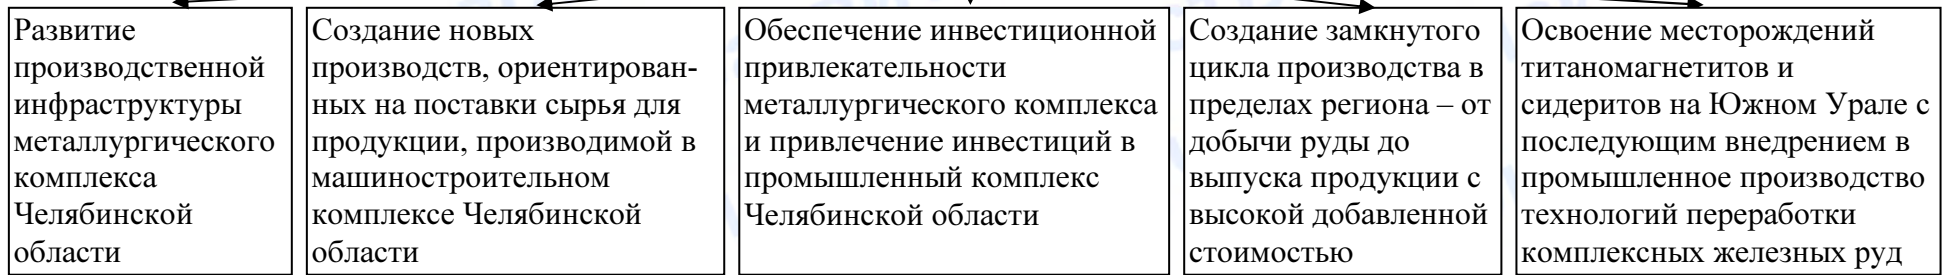 Развитие
производственной
инфраструктуры
металлургического
комплекса
Челябинской
области
Создание новых
производств, ориентирован-
ных на поставки сырья для
продукции, производимой в
машиностроительном
комплексе Челябинской
области
Обеспечение инвестиционной
привлекательности
металлургического комплекса
и привлечение инвестиций в
промышленный комплекс
Челябинской области
Создание замкнутого
цикла производства в
пределах региона – от
добычи руды до
выпуска продукции с
высокой добавленной
стоимостью
Освоение месторождений
титаномагнетитов и
сидеритов на Южном Урале с
последующим внедрением в
промышленное производство
технологий переработки
комплексных железных руд